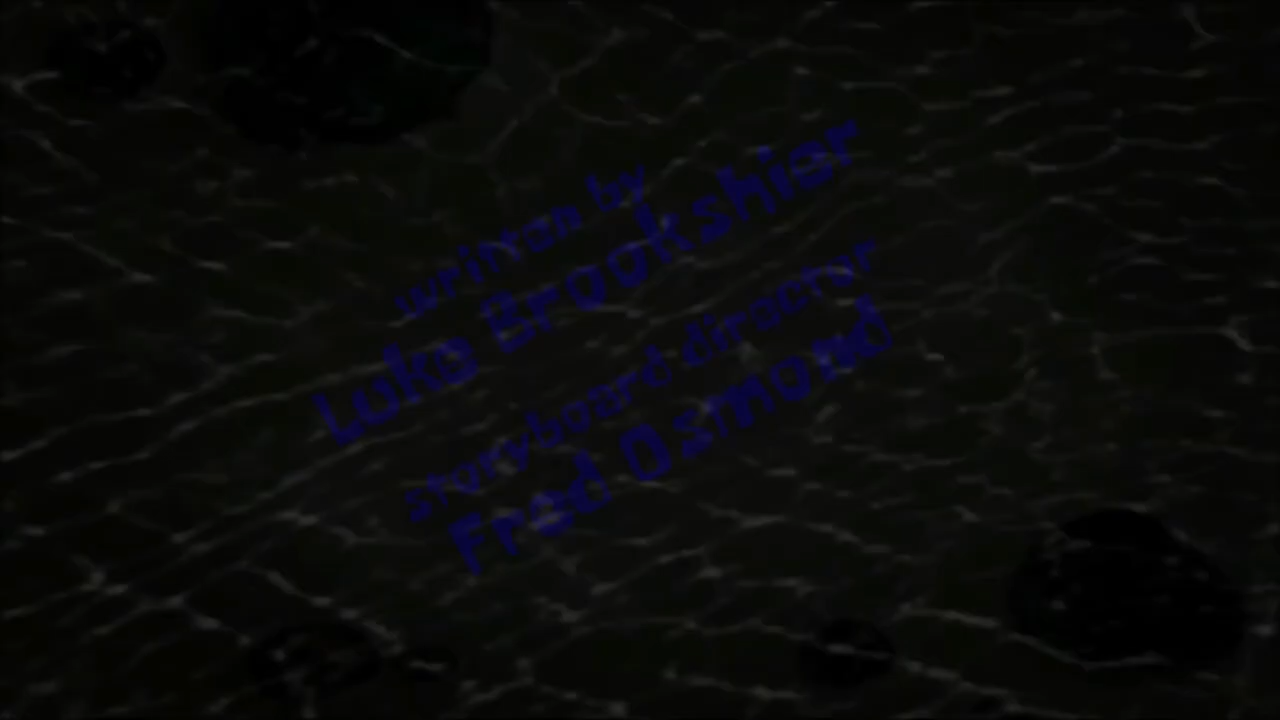 written by
Luke Brookshier
storyboard director
Fred Osmond